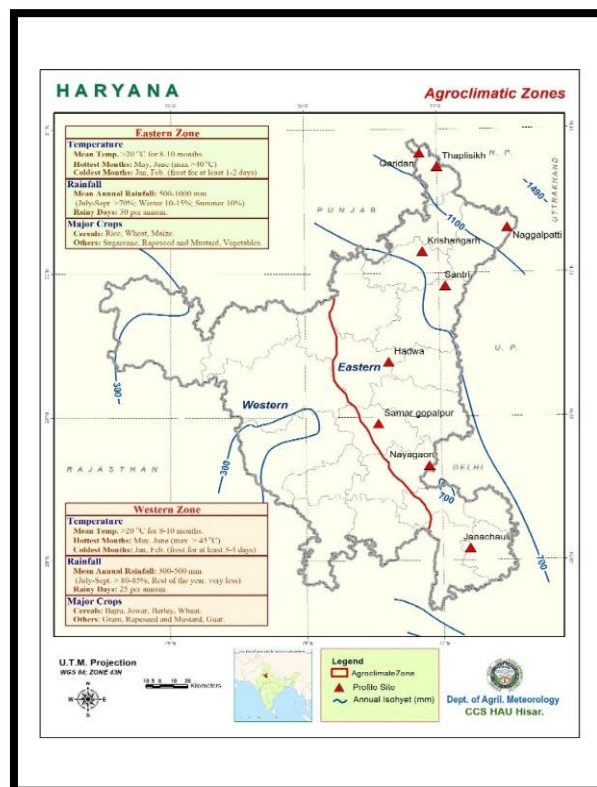 HARYANA
Agroclimatic Zones
Eastern Zone
Temperature
Mean Temp. >20 °C for 8-10 months.
Hottest Months: May, June (max >40 °C)
Coldest Months: Jan, Feb. (frost for at least 1-2 days)
Rainfall
Mean Annual Rainfall: 500-1000 mm
(July-Sept. >70%; Winter 10-15%; Summer 10%)
Rainy Days: 30 per annum.
Major Crops
Cereals: Rice, Wheat, Maize
Others: Sugarcane, Rapeseed and Mustard, Vegetables.
Thaplisikh
H. P.
UTTRAKHAND
1400
1100
PUNJAB
Naggalpatti
Krishangarh
Santri
U. P.
300
Hadwa
Eastern
Western
Samar gopalpur
300
Nayagaon
DELHI
RAJASTHAN
700
Janachauli
700
Western Zone
Temperature
Mean Temp. >20 °C for 8-10 months.
Hottest Months: May, June (max > 45 °C)
Coldest Months: Jan, Feb. (frost for at least 3-4 days)
Rainfall
Mean Annual Rainfall: 300-500 mm.
(July-Sept. > 80-85%, Rest of the year. very less)
Rainy Days: 25 per annum.
Major Crops
Cereals: Bajra, Jowar, Barley, Wheat.
Others: Gram, Rapeseed and Mustard, Guar.
U.T.M. Projection
WGS 84; ZONE 43N
N
W
E
S
Kilometers
Legend
AgroclimateZone
Profile Site
Annual Isohyet (mm)
Dept. of Agril. Meteorology
CCS HAU Hisar.